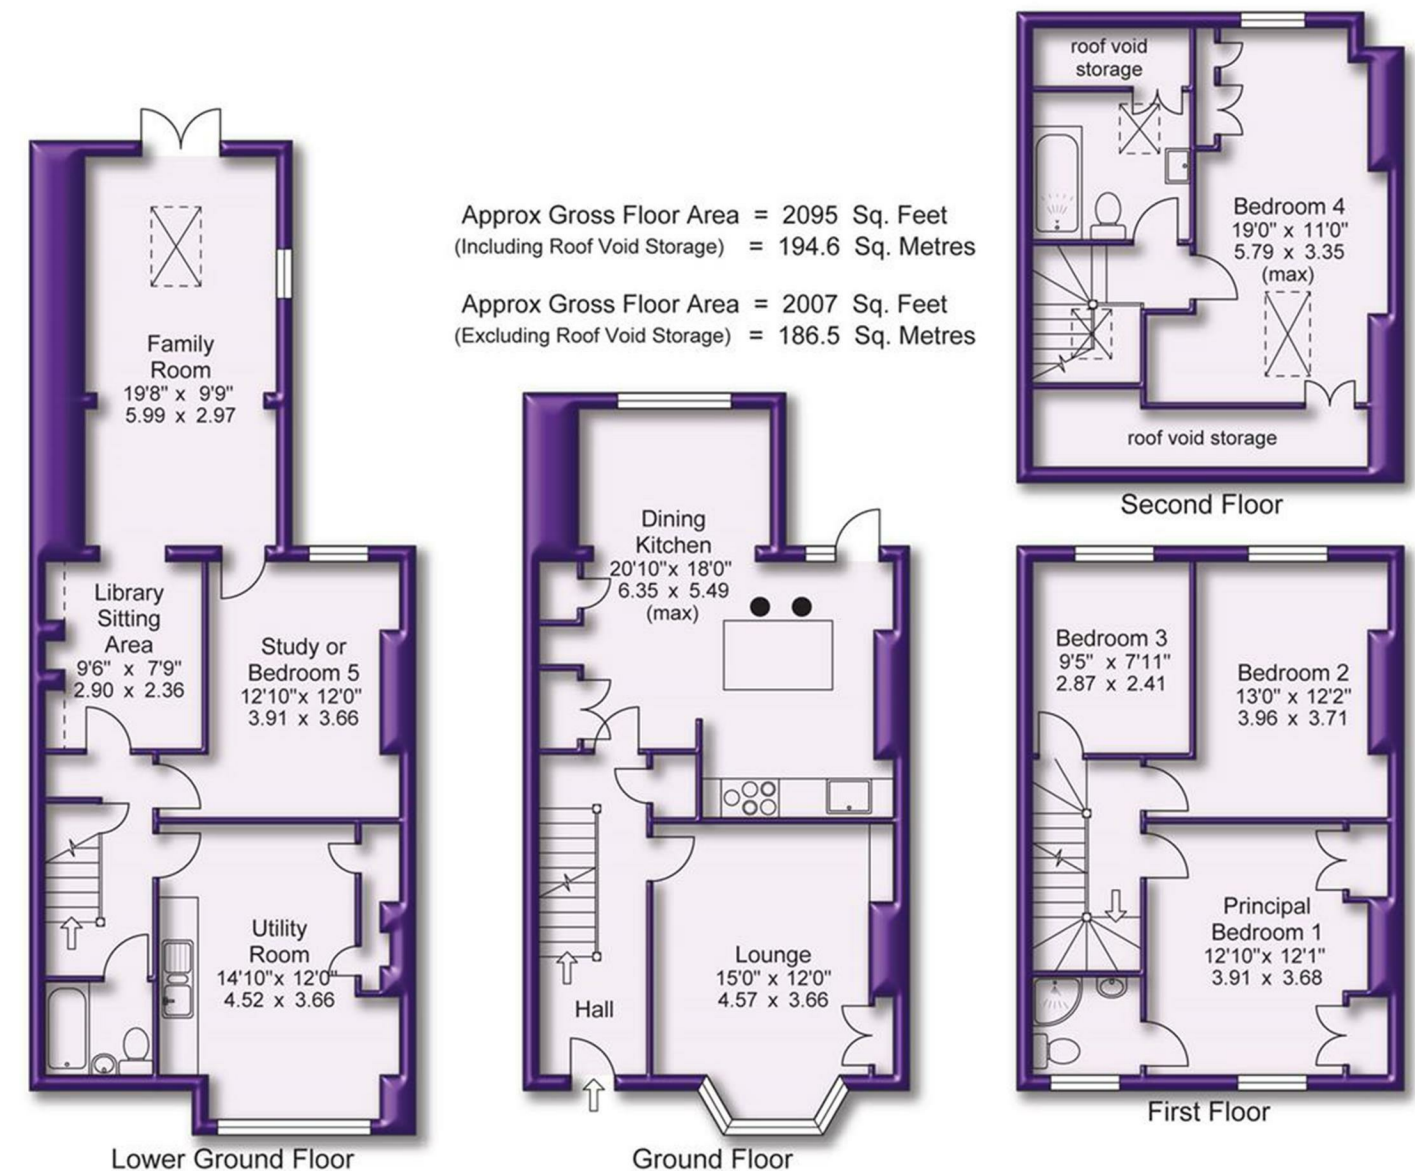 roof void
storage
Bedroom 4
19'0" x 11'0"
5.79 x 3.35
(max)
roof void storage
Second Floor
Approx Gross Floor Area = 2095 Sq. Feet
(Including Roof Void Storage) = 194.6 Sq. Metres
Approx Gross Floor Area = 2007 Sq. Feet
(Excluding Roof Void Storage) = 186.5 Sq. Metres
Family
Room
19'8" x 9'9"
5.99 x 2.97
Library
Sitting
Area
9'6" x 7'9"
2.90 x 2.36
Study or
Bedroom 5
12'10"x 12'0"
3.91 x 3.66
Utility
Room
14'10"x 12'0"
4.52 x 3.66
Lower Ground Floor
Dining
Kitchen
20'10"x 18'0"
6.35 x 5.49
(max)
Lounge
15'0" x 12'0"
4.57 x 3.66
Hall
Ground Floor
Bedroom 3
9'5" x 7'11"
2.87 x 2.41
Bedroom 2
13'0" x 12'2"
3.96 x 3.71
Principal
Bedroom 1
12'10"x 12'1"
3.91 x 3.68
First Floor